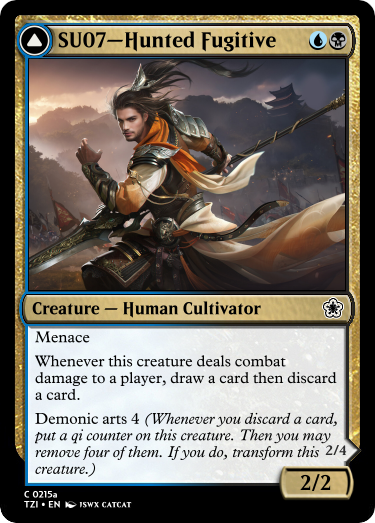 SU07—Hunted Fugitive
Creature — Human Cultivator
Menace
Whenever this creature deals combat
damage to a player, draw a card then discard
a card.
Demonic arts 4 (Whenever you discard a card,
put a qi counter on this creature. Then you may
remove four of them. If you do, transform this
creature.)
2/4
2/2
C 0215a
TZI • EN JSWX CATCAT